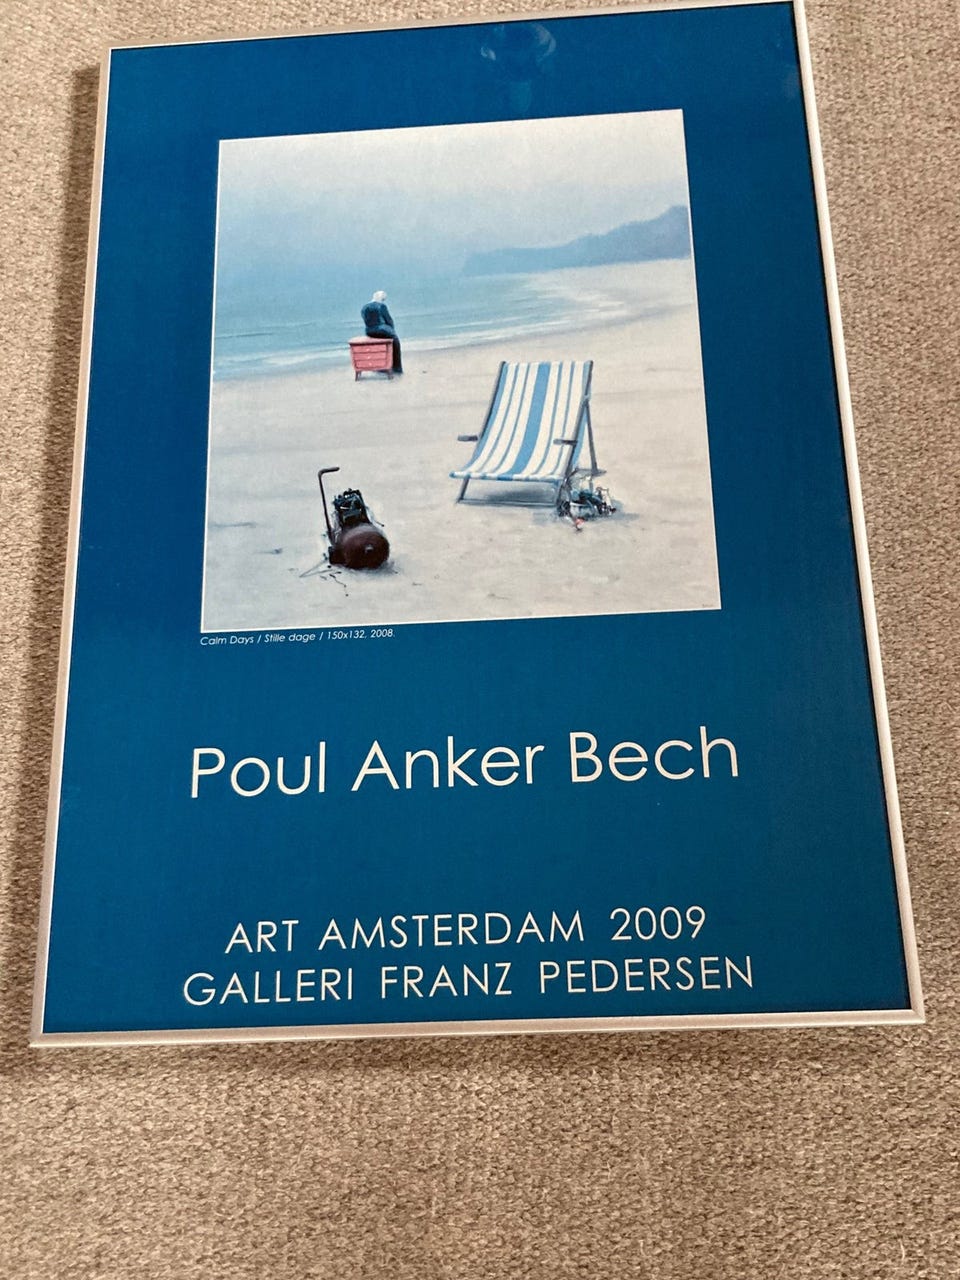 Calm Days / Stille dage / 150x132, 2008.
Poul Anker Bech
ART AMSTERDAM 2009
GALLERI FRANZ PEDERSEN